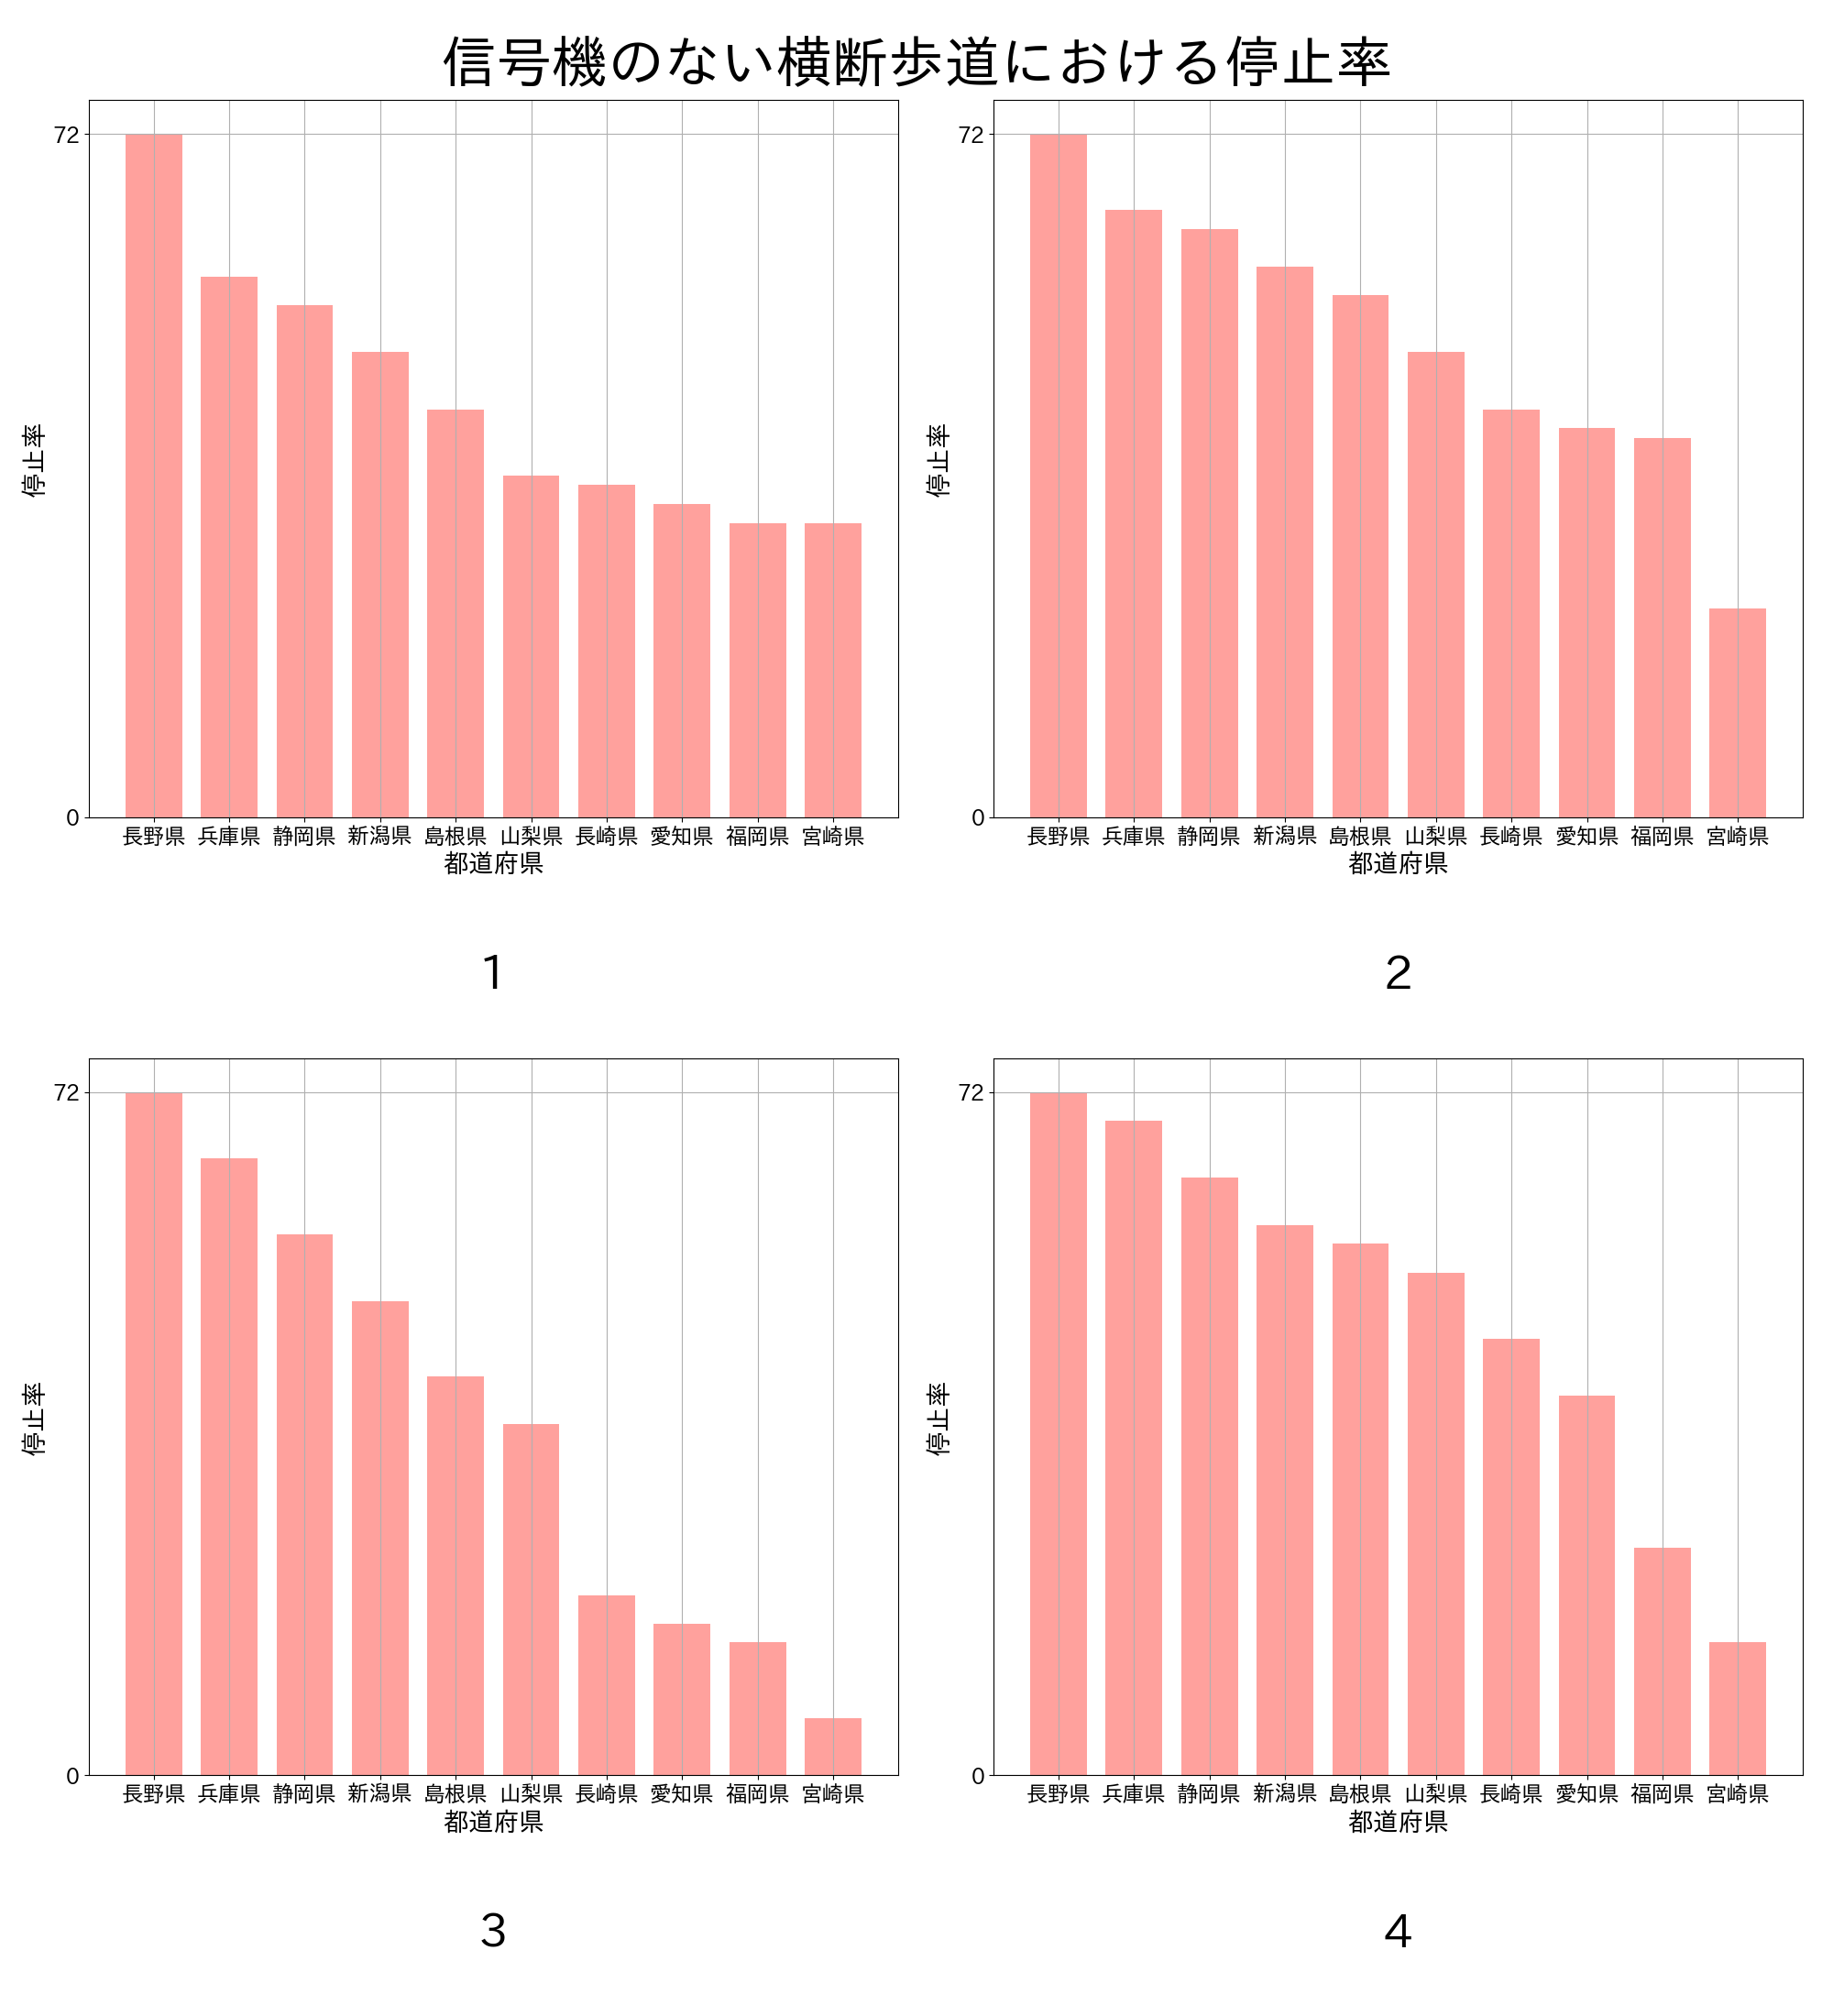 信号機のない横断歩道における停止率
72
0
停止率
長野県 兵庫県 静岡県 新潟県 島根県 山梨県 長崎県 愛知県 福岡県 宮崎県
都道府県
1
72
0
停止率
長野県 兵庫県 静岡県 新潟県 島根県 山梨県 長崎県 愛知県 福岡県 宮崎県
都道府県
2
72
0
停止率
長野県 兵庫県 静岡県 新潟県 島根県 山梨県 長崎県 愛知県 福岡県 宮崎県
都道府県
3
72
0
停止率
長野県 兵庫県 静岡県 新潟県 島根県 山梨県 長崎県 愛知県 福岡県 宮崎県
都道府県
4